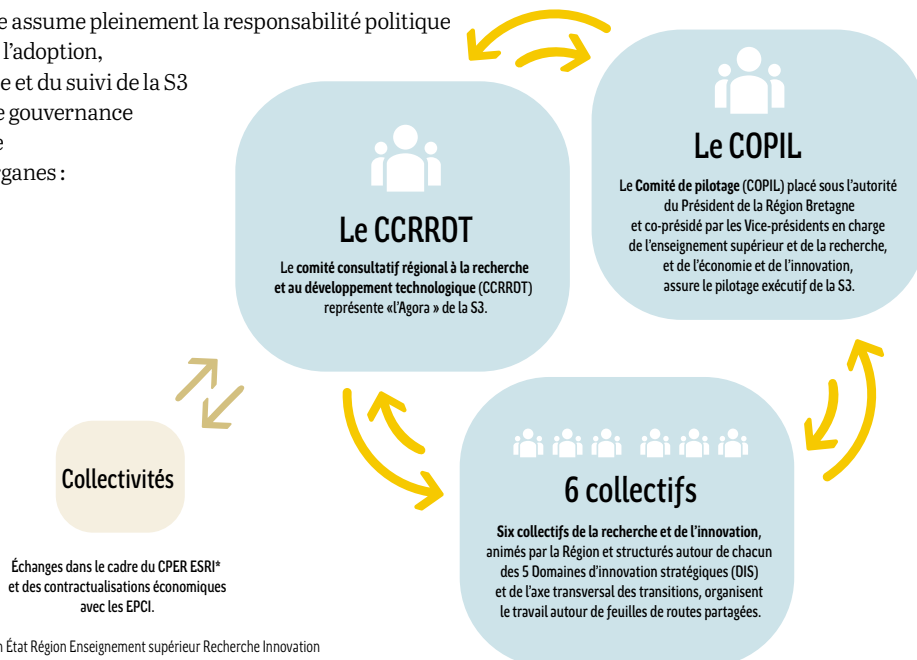 e assume pleinement la responsabilité politique
l’adoption,
e et du suivi de la S3
e gouvernance
e
rganes :
Le CCRRDT
Le comité consultatif régional à la recherche
et au développement technologique (CCRRDT)
représente «l’Agora » de la S3.
Le COPIL
Le Comité de pilotage (COPIL) placé sous l’autorité
du Président de la Région Bretagne
et co-présidé par les Vice-présidents en charge
de l'enseignement supérieur et de la recherche,
et de l’économie et de l’innovation,
assure le pilotage exécutif de la S3.
Collectivités
Échanges dans le cadre du CPER ESRI*
et des contractualisations économiques
avec les EPCI.
6 collectifs
Six collectifs de la recherche et de l’innovation,
animés par la Région et structurés autour de chacun
des 5 Domaines d’innovation stratégiques (DIS)
et de l’axe transversal des transitions, organisent
le travail autour de feuilles de routes partagées.
n État Région Enseignement supérieur Recherche Innovation